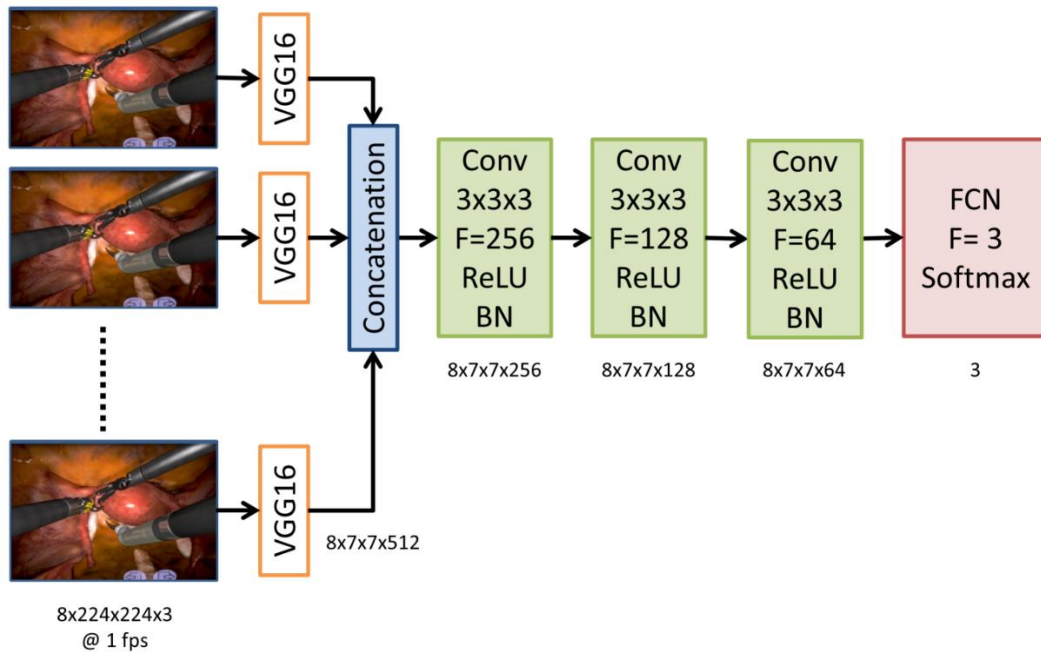 VGG16
VGG16
VGG16
Concatenation
Conv
3x3x3
F=256
ReLU
BN
Conv
3x3x3
F=128
ReLU
BN
Conv
3x3x3
F=64
ReLU
BN
FCN
F= 3
Softmax
8x7x7x256
8x7x7x128
8x7x7x64
3
8x7x7x512
8x224x224x3
@ 1 fps